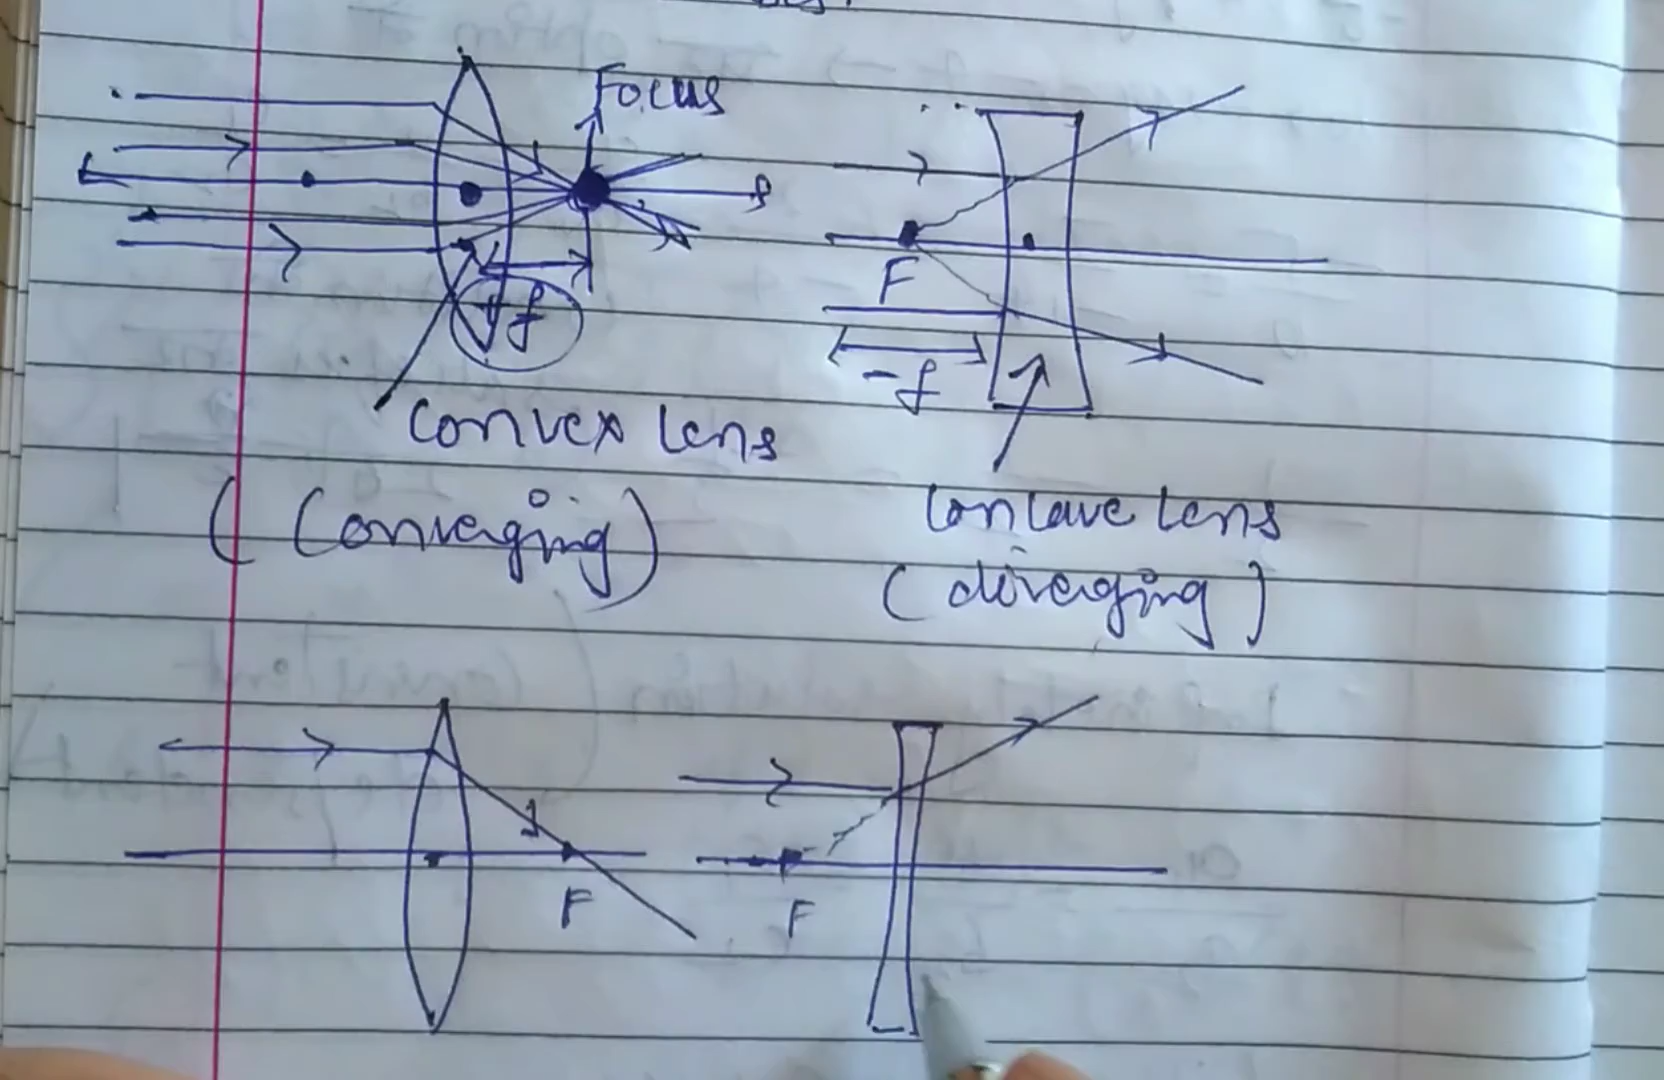 Focus
+f
F
-f
Convex lens
(Converging)
Concave lens
(diverging)
F
F